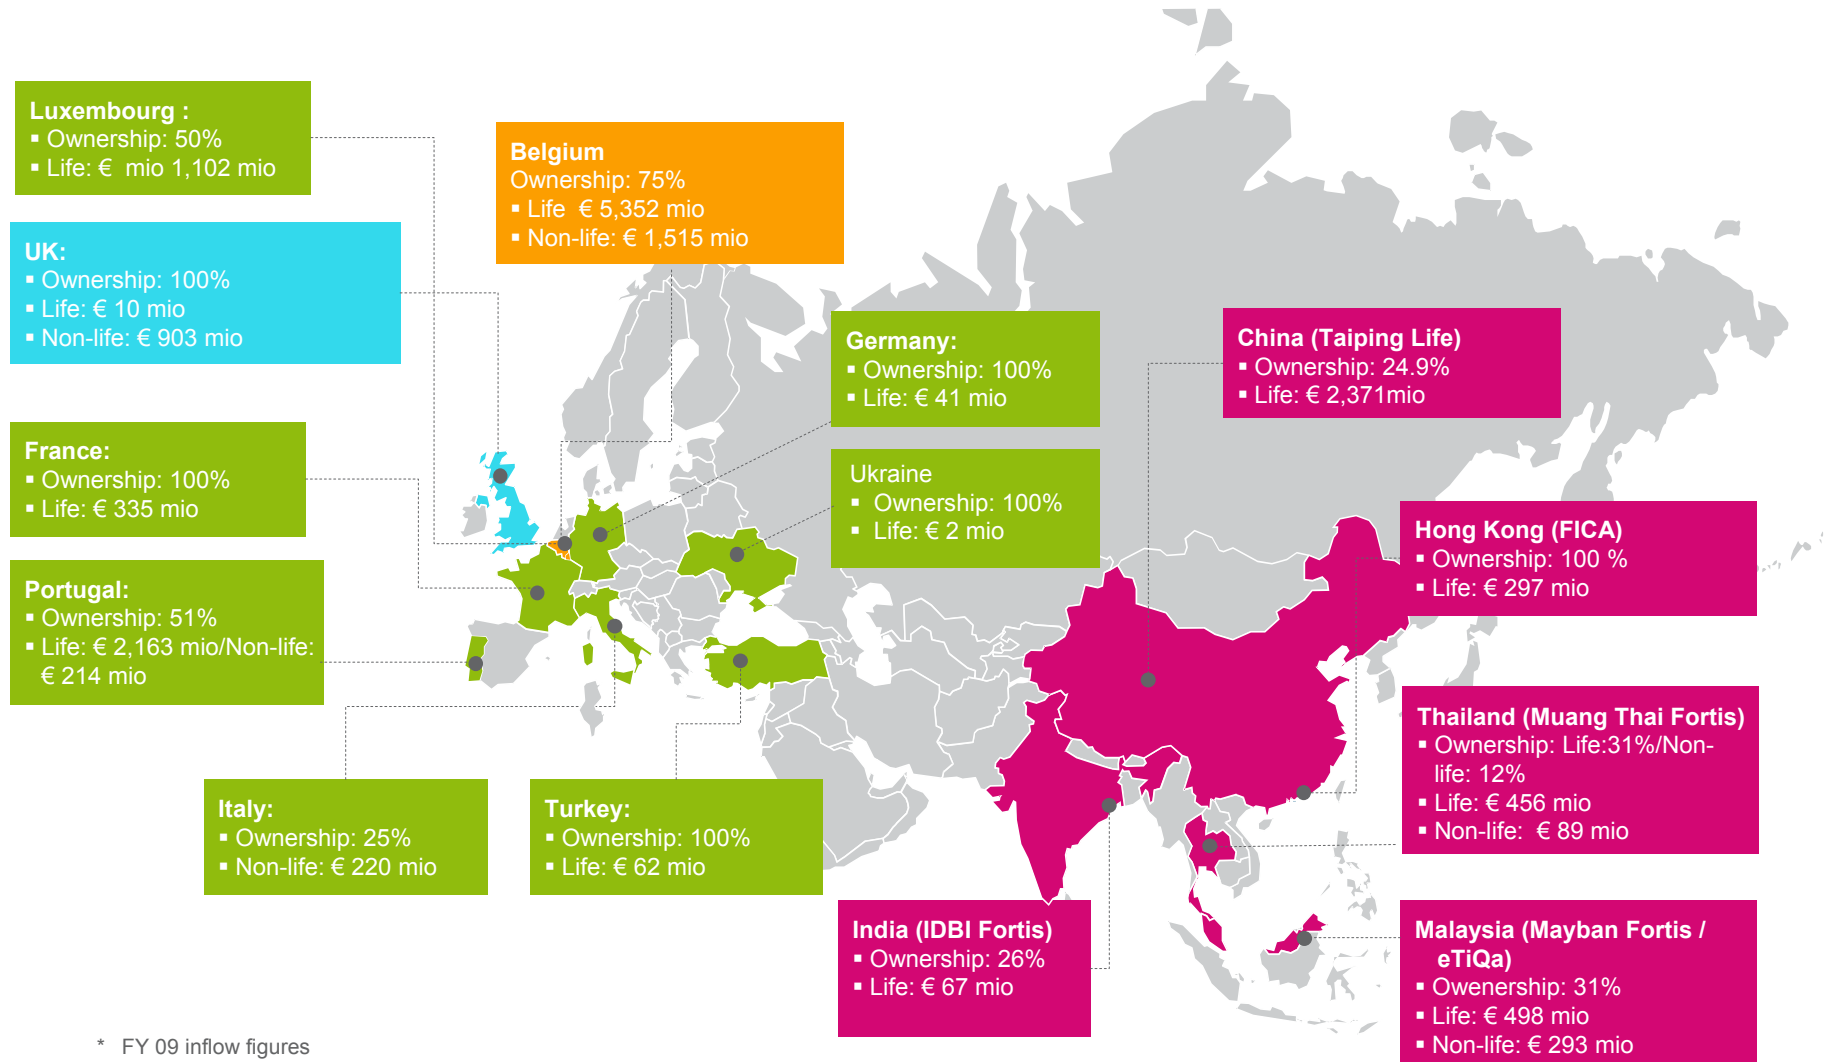 Luxembourg :
▪ Ownership: 50%
▪ Life: € mio 1,102 mio
Belgium
Ownership: 75%
▪ Life € 5,352 mio
▪ Non-life: € 1,515 mio
UK:
▪ Ownership: 100%
▪ Life: € 10 mio
▪ Non-life: € 903 mio
Germany:
▪ Ownership: 100%
▪ Life: € 41 mio
China (Taiping Life)
▪ Ownership: 24.9%
▪ Life: € 2,371mio
France:
▪ Ownership: 100%
▪ Life: € 335 mio
Ukraine
▪ Ownership: 100%
▪ Life: € 2 mio
Hong Kong (FICA)
▪ Ownership: 100 %
▪ Life: € 297 mio
Portugal:
▪ Ownership: 51%
▪ Life: € 2,163 mio/Non-life:
€ 214 mio
Thailand (Muang Thai Fortis)
▪ Ownership: Life:31%/Non-
life: 12%
▪ Life: € 456 mio
▪ Non-life: € 89 mio
Italy:
▪ Ownership: 25%
▪ Non-life: € 220 mio
Turkey:
▪ Ownership: 100%
▪ Life: € 62 mio
India (IDBI Fortis)
▪ Ownership: 26%
▪ Life: € 67 mio
Malaysia (Mayban Fortis /
eTiQa)
▪ Owenership: 31%
▪ Life: € 498 mio
▪ Non-life: € 293 mio
* FY 09 inflow figures